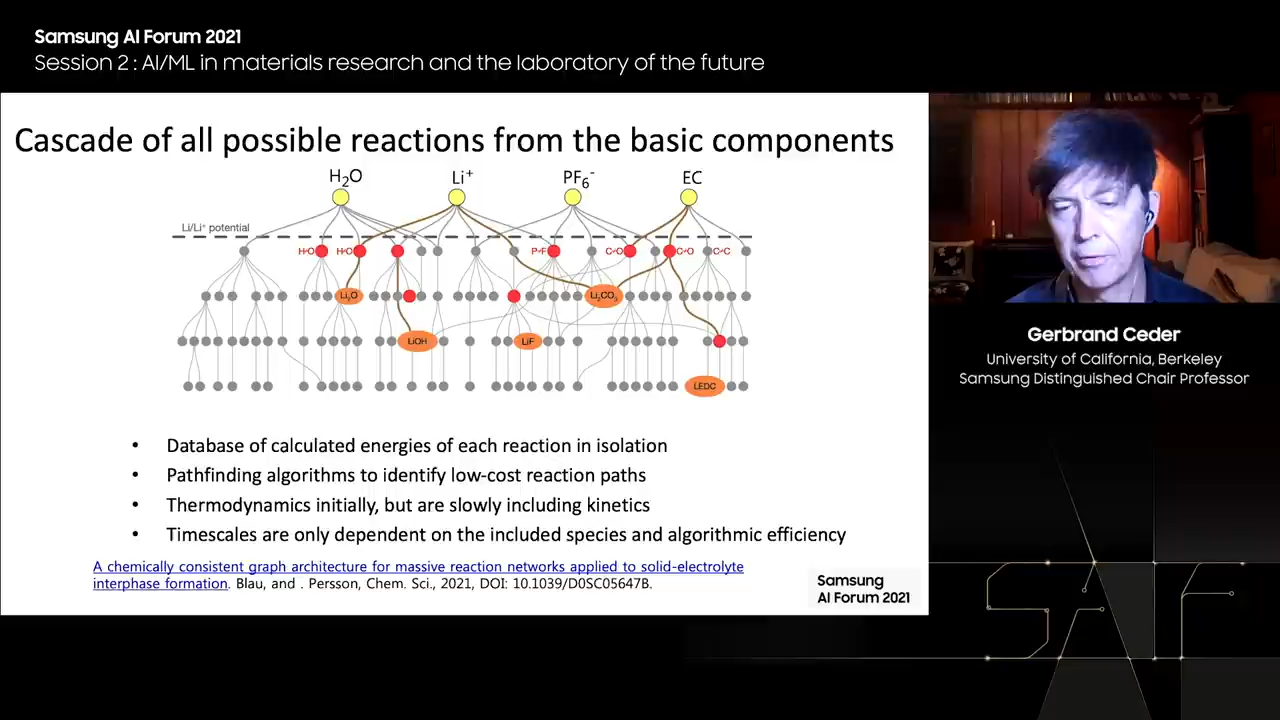 Samsung AI Forum 2021
Session 2 : AI/ML in materials research and the laboratory of the future
Cascade of all possible reactions from the basic components
H₂O Li⁺ PF₆⁻ EC
Li/Li⁺ potential
H-O H-O P-F C-O C-O C-C
Li₂O Li₂CO₃
LiOH LiF
LEDC
• Database of calculated energies of each reaction in isolation
• Pathfinding algorithms to identify low-cost reaction paths
• Thermodynamics initially, but are slowly including kinetics
• Timescales are only dependent on the included species and algorithmic efficiency
A chemically consistent graph architecture for massive reaction networks applied to solid-electrolyte
interphase formation. Blau, and . Persson, Chem. Sci., 2021, DOI: 10.1039/D0SC05647B.
Samsung
AI Forum 2021
Gerbrand Ceder
University of California, Berkeley
Samsung Distinguished Chair Professor